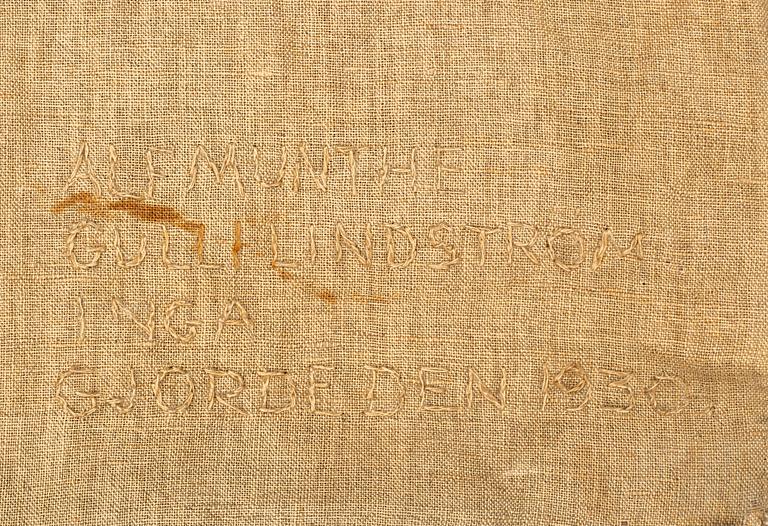 ALF MUNTHE
GULLI LINDSTRÖM
INGA
GJORDE DEN 1930.